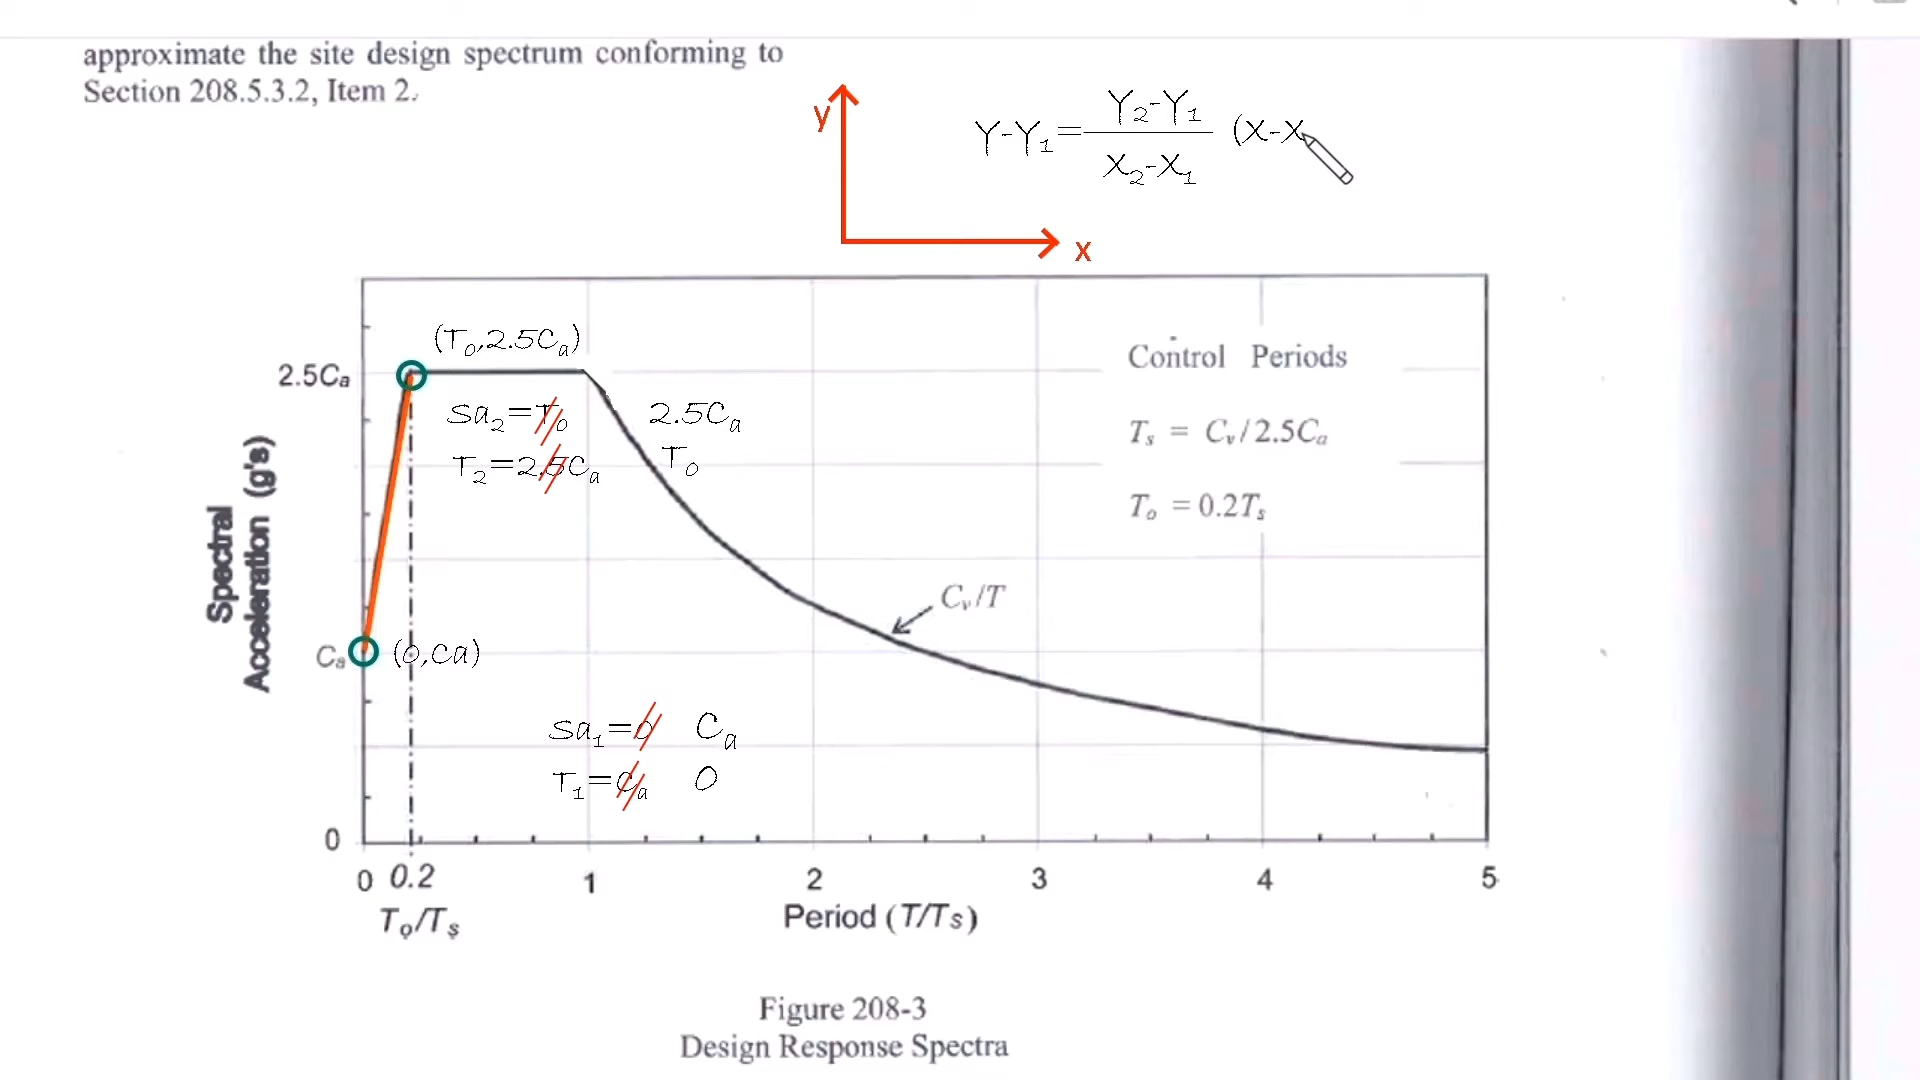 approximate the site design spectrum conforming to
Section 208.5.3.2, Item 2.
y
x
Y-Y₁=
Y₂-Y₁
X₂-X₁
(X-X
(T₀,2.5Cₐ)
2.5Cₐ
Sa₂=T₀ 2.5Cₐ
T₂=2.5Cₐ T₀
Control Periods
Tₛ = Cᵥ/2.5Cₐ
Tₒ = 0.2Tₛ
Cᵥ/T
Spectral
Acceleration (g's)
Cₐ
(0,Ca)
Sa₁=0 Cₐ
T₁=Cₐ 0
0
0 0.2 1 2 3 4 5
Tₒ/Tₛ
Period (T/Ts)
Figure 208-3
Design Response Spectra